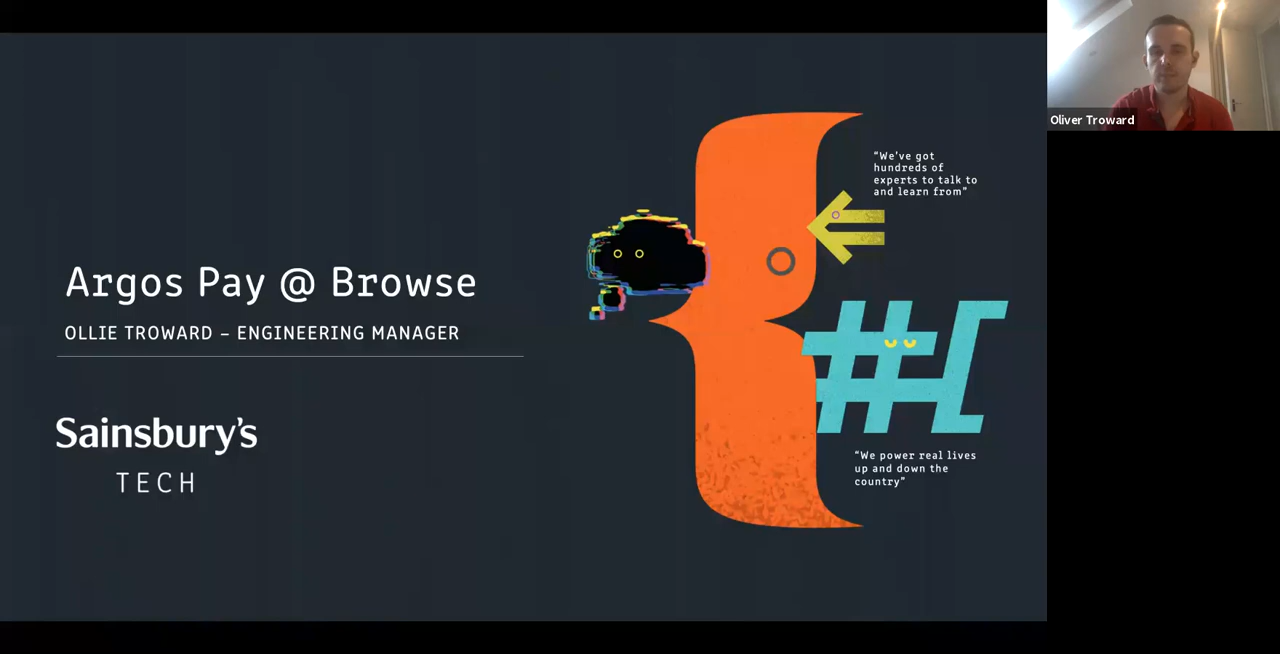 Argos Pay @ Browse
OLLIE TROWARD – ENGINEERING MANAGER
Sainsbury's
TECH
“We’ve got
hundreds of
experts to talk to
and learn from”
#[
“We power real lives
up and down the
country”
Oliver Troward